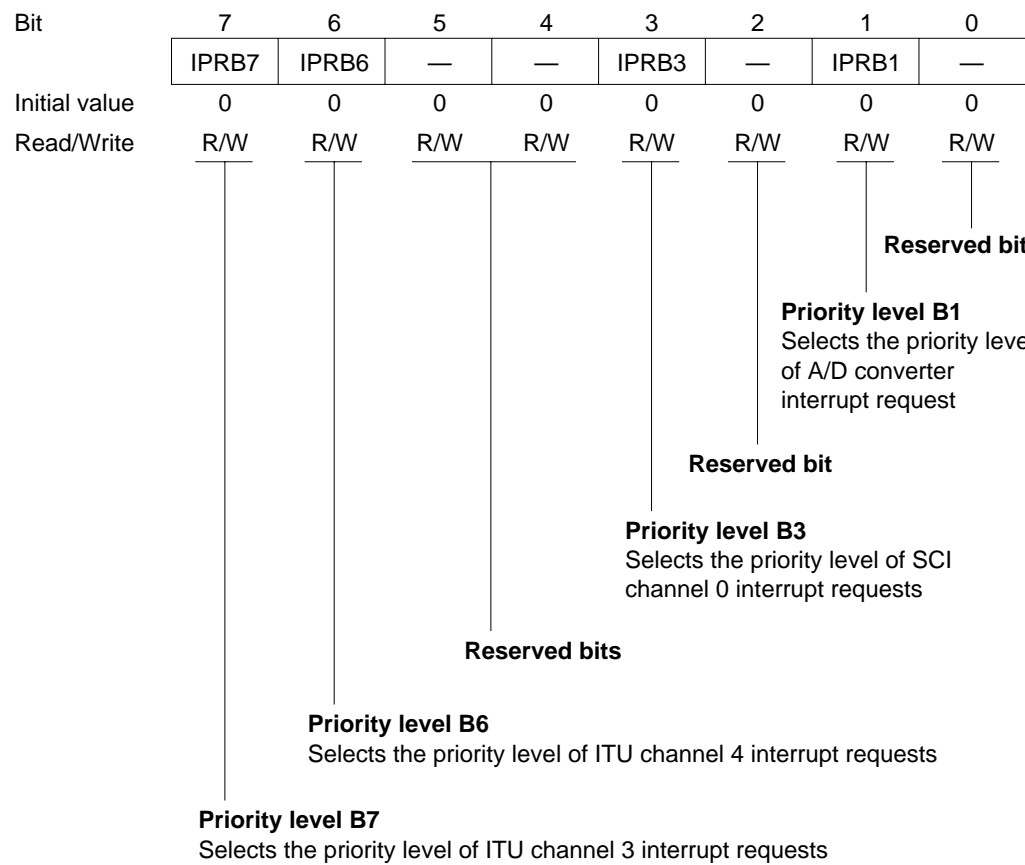 Bit 7 6 5 4 3 2 1 0
IPRB7 IPRB6 — — IPRB3 — IPRB1 —
Initial value 0 0 0 0 0 0 0 0
Read/Write R/W R/W R/W R/W R/W R/W R/W R/W
Reserved bit
Priority level B1
Selects the priority leve
of A/D converter
interrupt request
Reserved bit
Priority level B3
Selects the priority level of SCI
channel 0 interrupt requests
Reserved bits
Priority level B6
Selects the priority level of ITU channel 4 interrupt requests
Priority level B7
Selects the priority level of ITU channel 3 interrupt requests